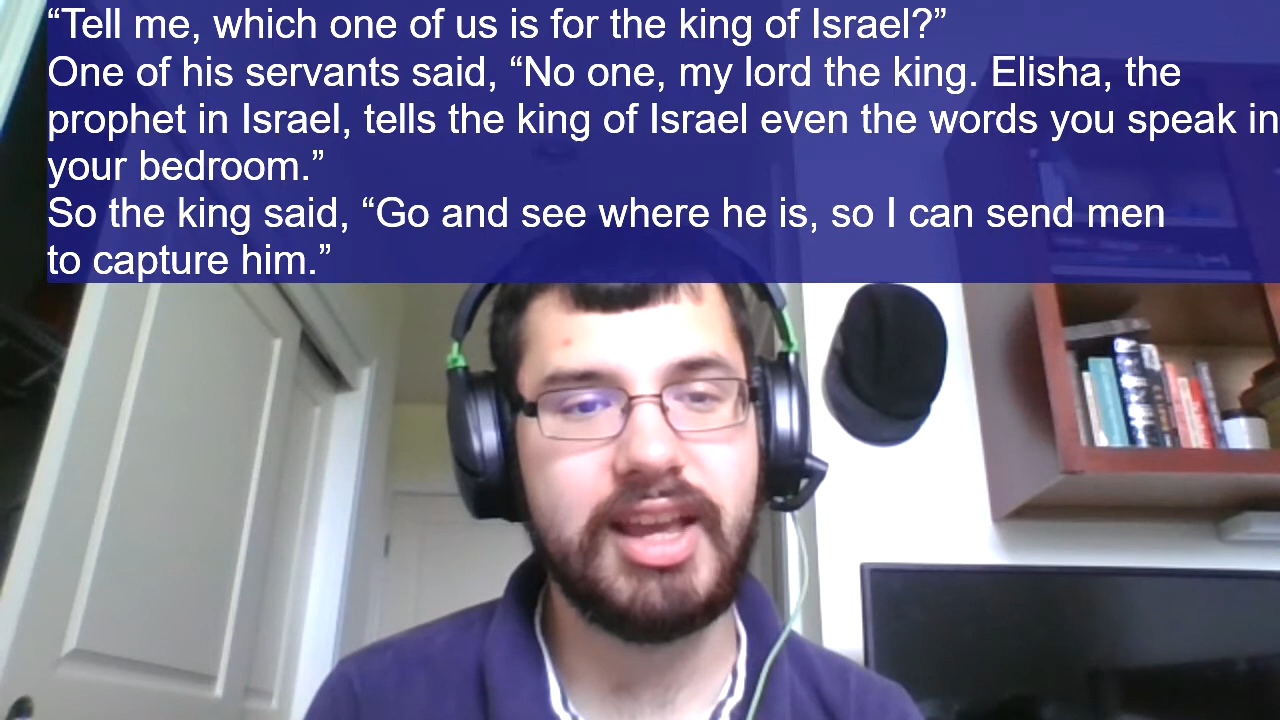 “Tell me, which one of us is for the king of Israel?”
One of his servants said, “No one, my lord the king. Elisha, the
prophet in Israel, tells the king of Israel even the words you speak in
your bedroom.”
So the king said, “Go and see where he is, so I can send men
to capture him.”